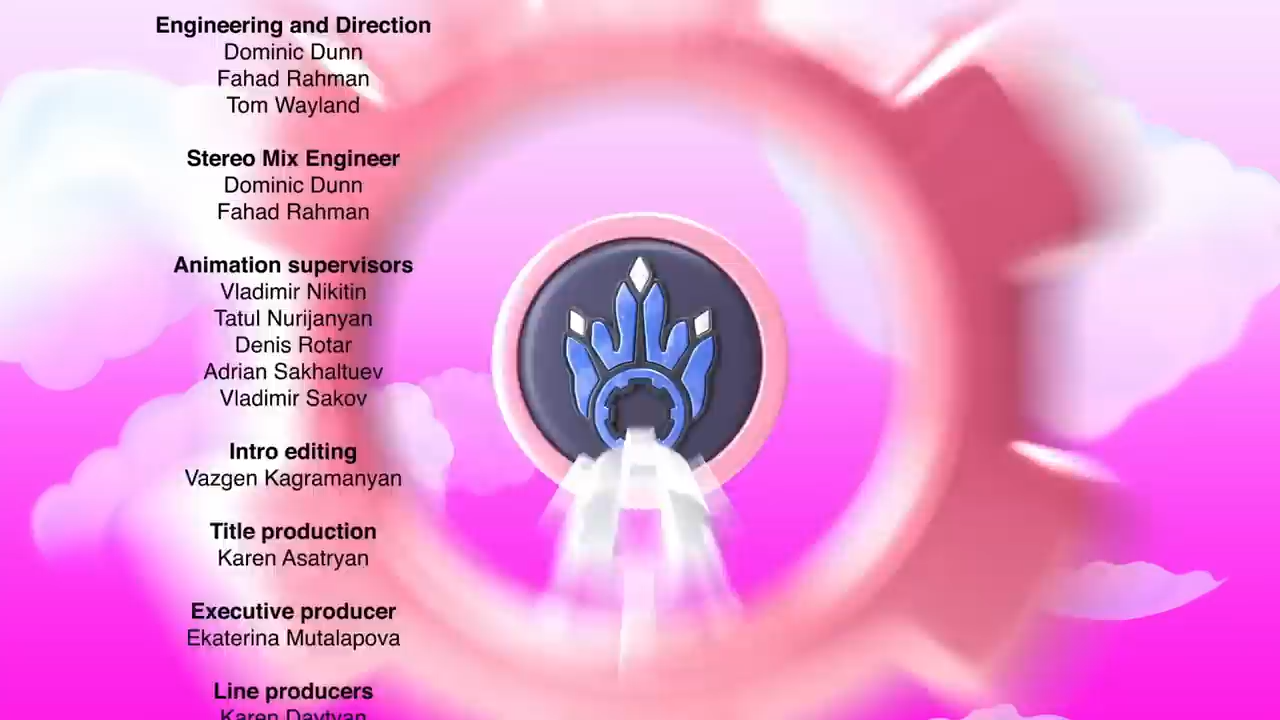 Engineering and Direction
Dominic Dunn
Fahad Rahman
Tom Wayland
Stereo Mix Engineer
Dominic Dunn
Fahad Rahman
Animation supervisors
Vladimir Nikitin
Tatul Nurijanyan
Denis Rotar
Adrian Sakhaltuev
Vladimir Sakov
Intro editing
Vazgen Kagramanyan
Title production
Karen Asatryan
Executive producer
Ekaterina Mutalapova
Line producers
Karen Davtyan